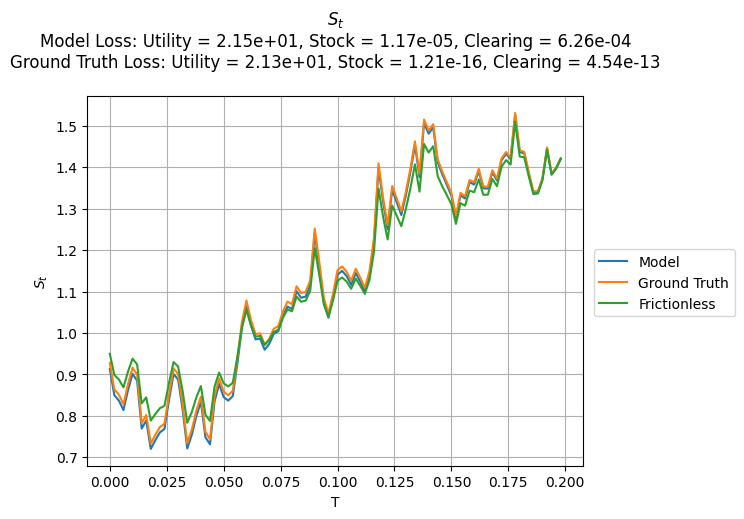 S_t
Model Loss: Utility = 2.15e+01, Stock = 1.17e-05, Clearing = 6.26e-04
Ground Truth Loss: Utility = 2.13e+01, Stock = 1.21e-16, Clearing = 4.54e-13
1.5
1.4
1.3
1.2
1.1
1.0
0.9
0.8
0.7
S_t
0.000 0.025 0.050 0.075 0.100 0.125 0.150 0.175 0.200
T
Model
Ground Truth
Frictionless